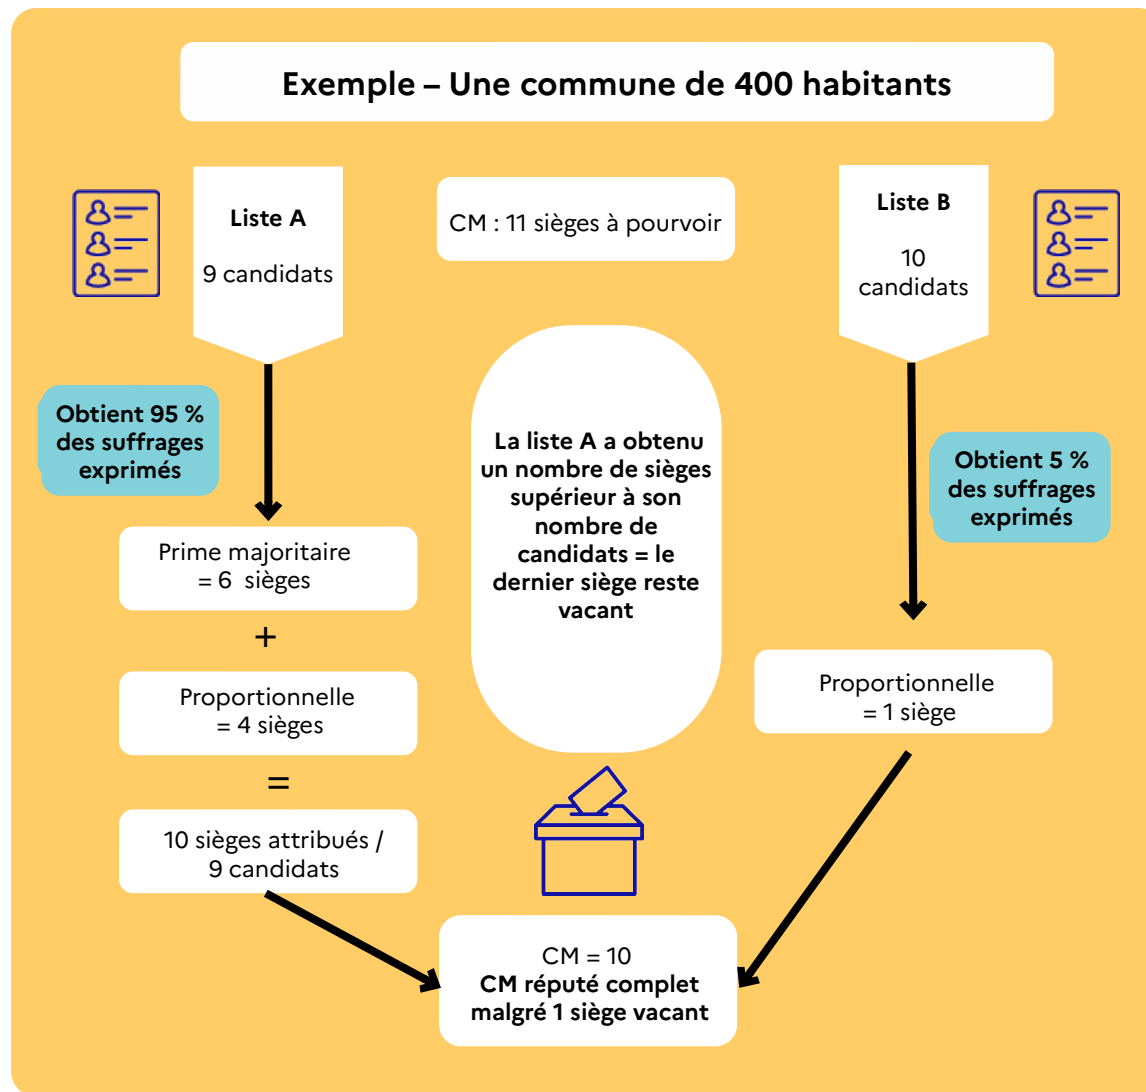 Exemple – Une commune de 400 habitants
Liste A
9 candidats
CM : 11 sièges à pourvoir
Liste B
10
candidats
Obtient 95 %
des suffrages
exprimés
La liste A a obtenu
un nombre de sièges
supérieur à son
nombre de
candidats = le
dernier siège reste
vacant
Obtient 5 %
des suffrages
exprimés
Prime majoritaire
= 6 sièges
+
Proportionnelle
= 4 sièges
=
10 sièges attribués /
9 candidats
Proportionnelle
= 1 siège
CM = 10
CM réputé complet
malgré 1 siège vacant